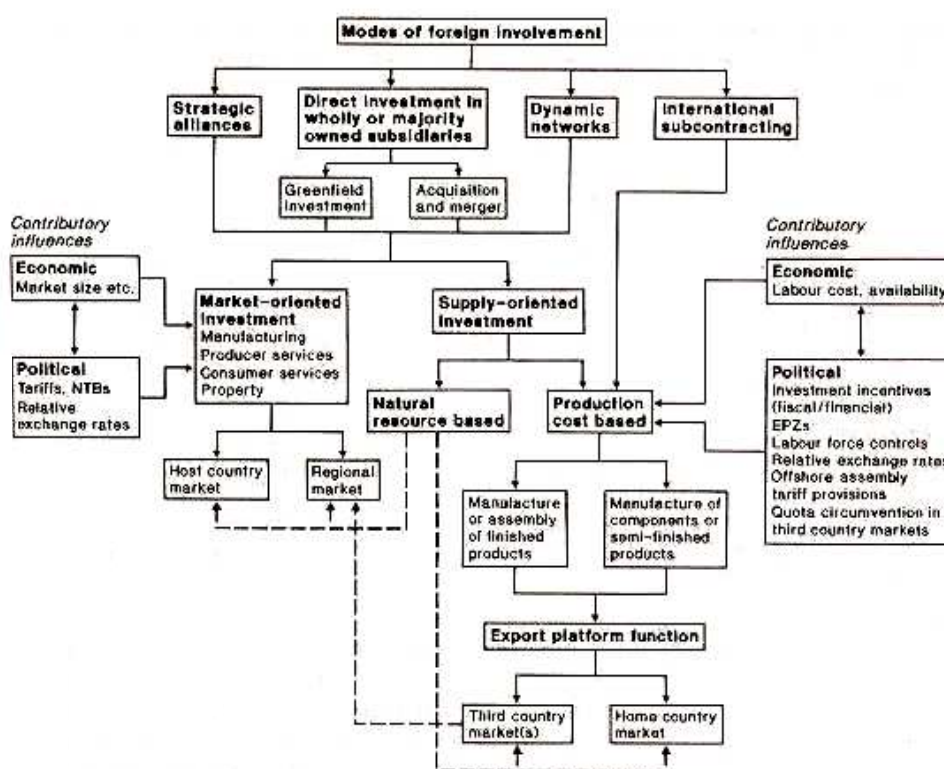 Modes of foreign involvement
Strategic
alliances
Direct investment in
wholly or majority
owned subsidiaries
Dynamic
networks
International
subcontracting
Greenfield
investment
Acquisition
and merger
Contributory
influences
Economic
Market size etc.
Political
Tariffs, NTBs
Relative
exchange rates
Market-oriented
investment
Manufacturing
Producer services
Consumer services
Property
Supply-oriented
investment
Contributory
influences
Economic
Labour cost, availability
Political
Investment incentives
(fiscal/financial)
EPZs
Labour force controls
Relative exchange rates
Offshore assembly
tariff provisions
Quota circumvention in
third country markets
Natural
resource based
Production
cost based
Host country
market
Regional
market
Manufacture
or assembly
of finished
products
Manufacture of
components or
semi-finished
products
Export platform function
Third country
market(s)
Home country
market